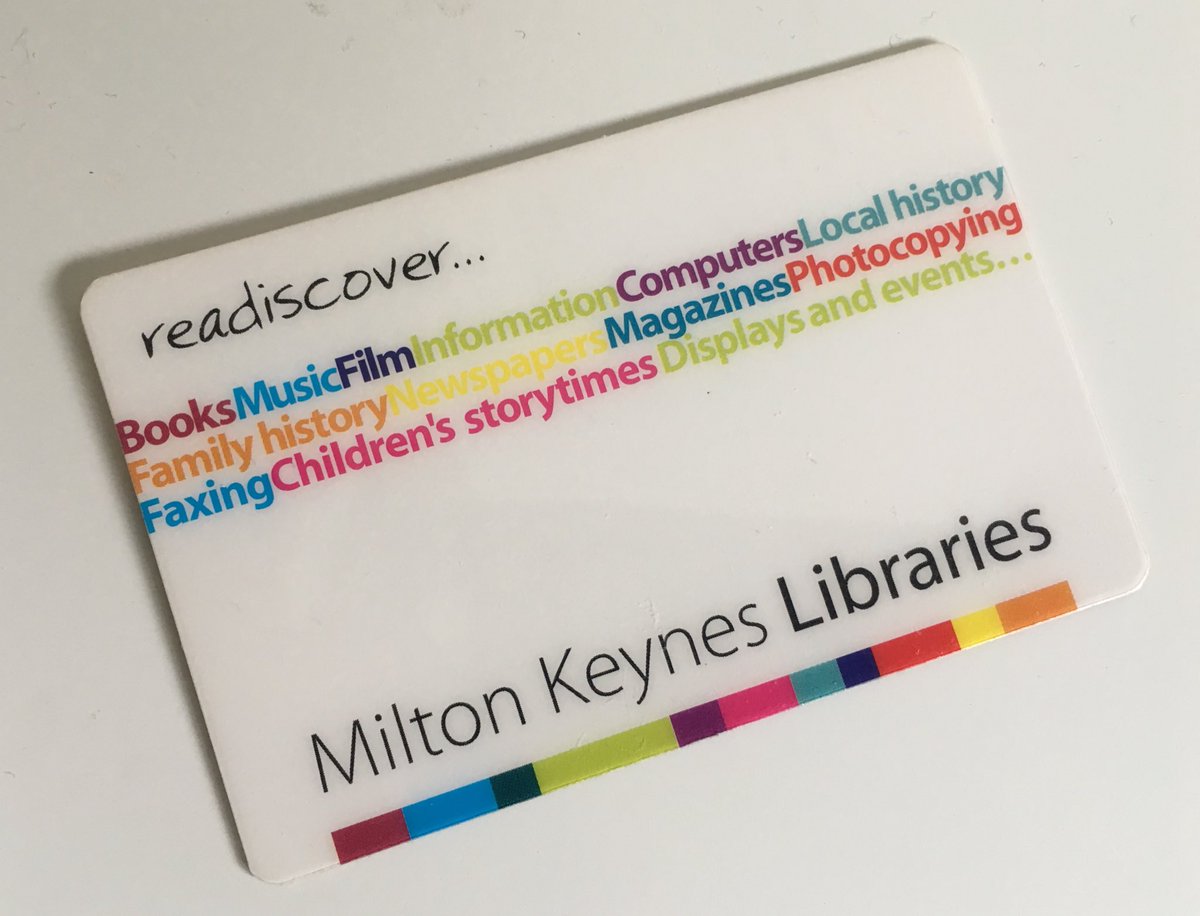 readiscover...
BooksMusicFilmInformationComputersLocal history
Family historyNewspapersMagazinesPhotocopying
FaxingChildren's storytimesDisplays and events...
Milton Keynes Libraries